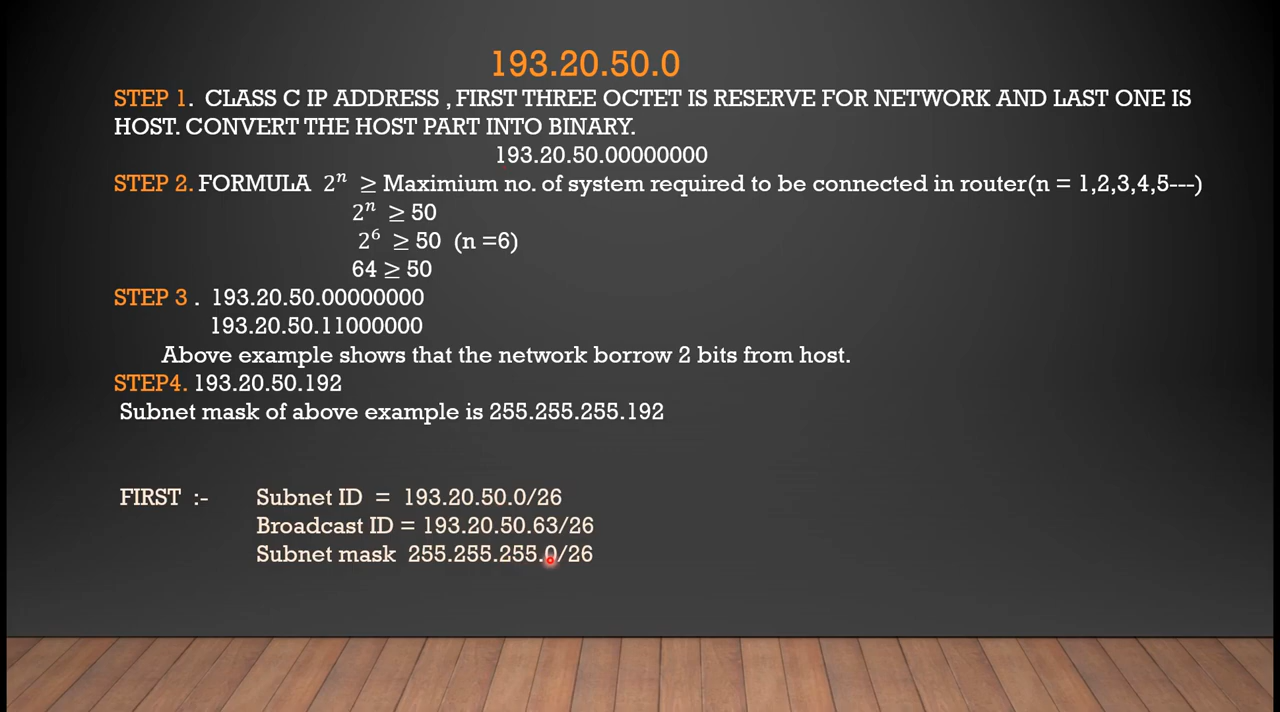 193.20.50.0
STEP 1. CLASS C IP ADDRESS , FIRST THREE OCTET IS RESERVE FOR NETWORK AND LAST ONE IS
HOST. CONVERT THE HOST PART INTO BINARY.
193.20.50.00000000
STEP 2. FORMULA 2ⁿ ≥ Maximium no. of system required to be connected in router(n = 1,2,3,4,5---)
2ⁿ ≥ 50
2⁶ ≥ 50 (n =6)
64 ≥ 50
STEP 3 . 193.20.50.00000000
193.20.50.11000000
Above example shows that the network borrow 2 bits from host.
STEP4. 193.20.50.192
Subnet mask of above example is 255.255.255.192
FIRST :- Subnet ID = 193.20.50.0/26
Broadcast ID = 193.20.50.63/26
Subnet mask 255.255.255.0/26